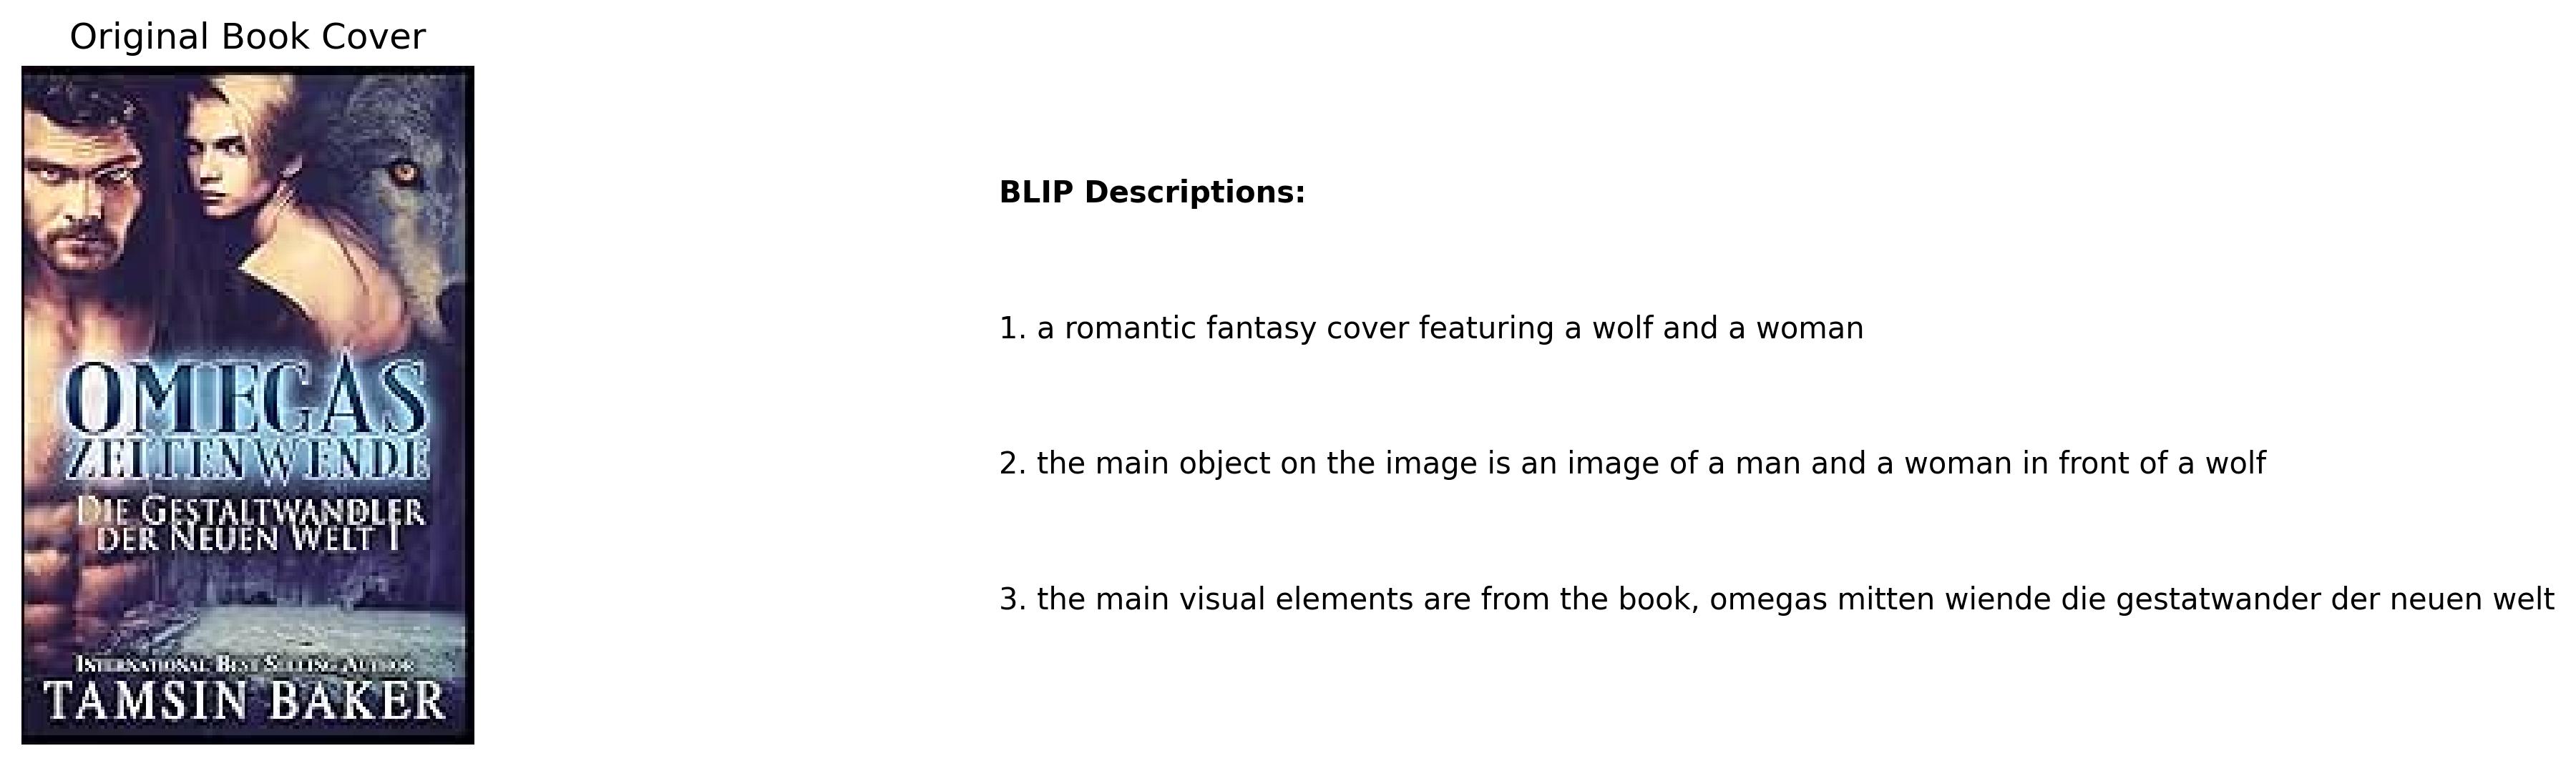 Original Book Cover
OMEGAS
ZEITENWENDE
DIE GESTALTWANDLER
DER NEUEN WELT I
INTERNATIONAL BEST SELLING AUTHOR
TAMSIN BAKER
BLIP Descriptions:
1. a romantic fantasy cover featuring a wolf and a woman
2. the main object on the image is an image of a man and a woman in front of a wolf
3. the main visual elements are from the book, omegas mitten wiende die gestatwander der neuen welt